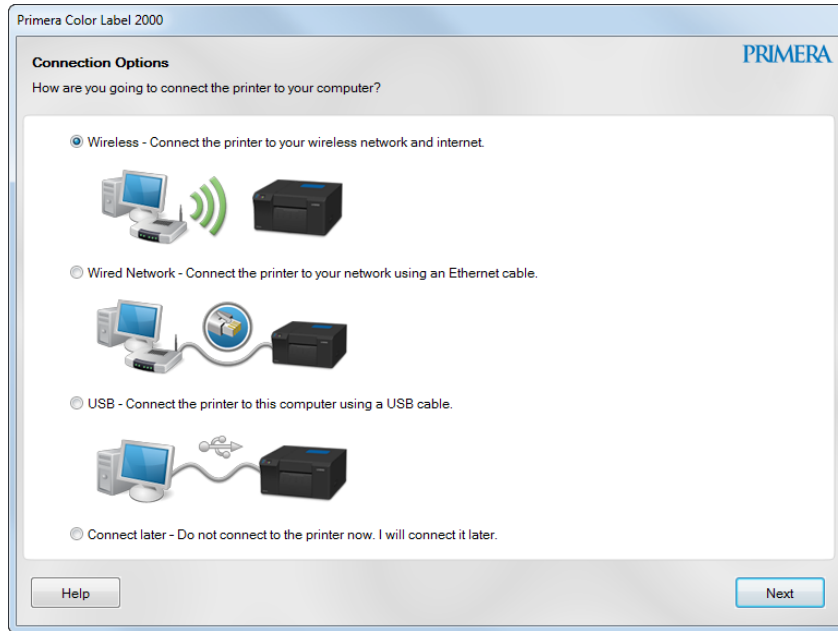 Primera Color Label 2000
PRIMERA
Connection Options
How are you going to connect the printer to your computer?
Wireless - Connect the printer to your wireless network and internet.
Wired Network - Connect the printer to your network using an Ethernet cable.
USB - Connect the printer to this computer using a USB cable.
Connect later - Do not connect to the printer now. I will connect it later.
Help
Next